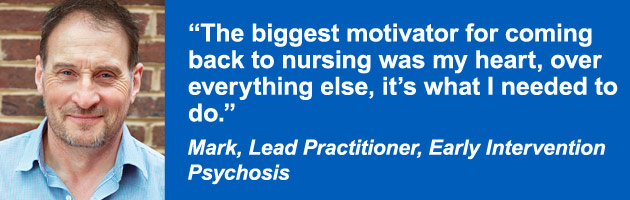 “The biggest motivator for coming
back to nursing was my heart, over
everything else, it’s what I needed to
do.”
Mark, Lead Practitioner, Early Intervention
Psychosis